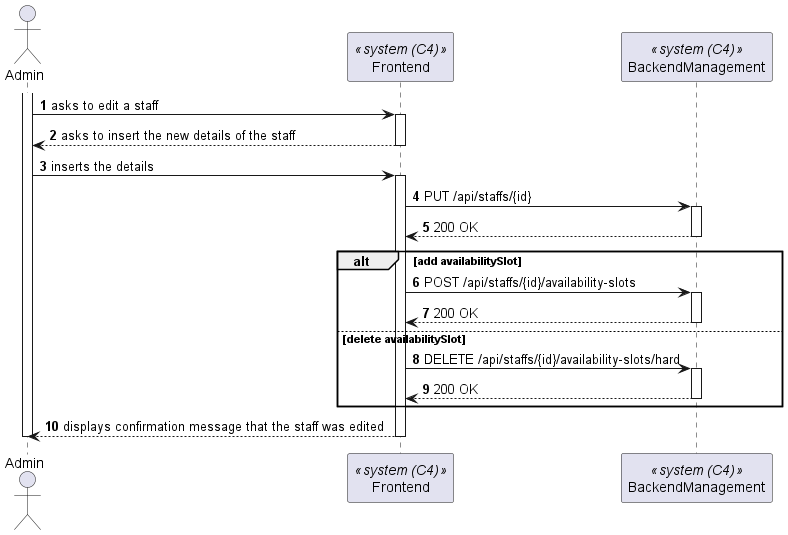 Admin
«system (C4)»
Frontend
«system (C4)»
BackendManagement
1 asks to edit a staff
2 asks to insert the new details of the staff
3 inserts the details
4 PUT /api/staffs/{id}
5 200 OK
alt [add availabilitySlot]
6 POST /api/staffs/{id}/availability-slots
7 200 OK
[delete availabilitySlot]
8 DELETE /api/staffs/{id}/availability-slots/hard
9 200 OK
10 displays confirmation message that the staff was edited
Admin
«system (C4)»
Frontend
«system (C4)»
BackendManagement